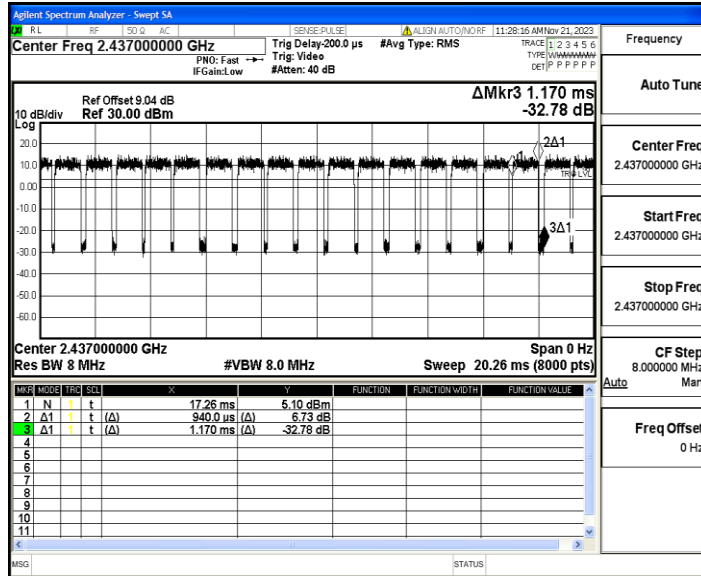 Agilent Spectrum Analyzer - Swept SA
LXI RL RF 50 Ω AC SENSE:PULSE ALIGN AUTO/NO RF 11:28:16 AM Nov 21, 2023
Center Freq 2.437000000 GHz
PNO: Fast
IFGain:Low
Trig Delay-200.0 µs
Trig: Video
#Atten: 40 dB
#Avg Type: RMS
TRACE 1 2 3 4 5 6
TYPE WWWWWW
DET P P P P P P
10 dB/div
Log
Ref Offset 9.04 dB
Ref 30.00 dBm
ΔMkr3 1.170 ms
-32.78 dB
20.0
10.0
0.00
-10.0
-20.0
-30.0
-40.0
-50.0
-60.0
1
2Δ1
3Δ1
TRIG LVL
Center 2.437000000 GHz Span 0 Hz
Res BW 8 MHz #VBW 8.0 MHz Sweep 20.26 ms (8000 pts)
MKR MODE TRC SCL X Y FUNCTION FUNCTION WIDTH FUNCTION VALUE
1 N 1 t 17.26 ms 5.10 dBm
2 Δ1 1 t (Δ) 940.0 µs (Δ) 6.73 dB
3 Δ1 1 t (Δ) 1.170 ms (Δ) -32.78 dB
4
5
6
7
8
9
10
11
MSG STATUS
Frequency
Auto Tune
Center Freq
2.437000000 GHz
Start Freq
2.437000000 GHz
Stop Freq
2.437000000 GHz
CF Step
8.000000 MHz
Auto Man
Freq Offset
0 Hz